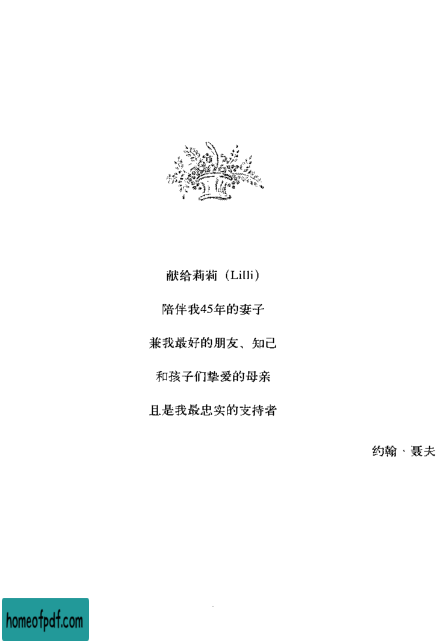 献给莉莉（Lilli）
陪伴我45年的妻子
兼我最好的朋友、知己
和孩子们挚爱的母亲
且是我最忠实的支持者
约翰·聂夫
homeofpdf.com